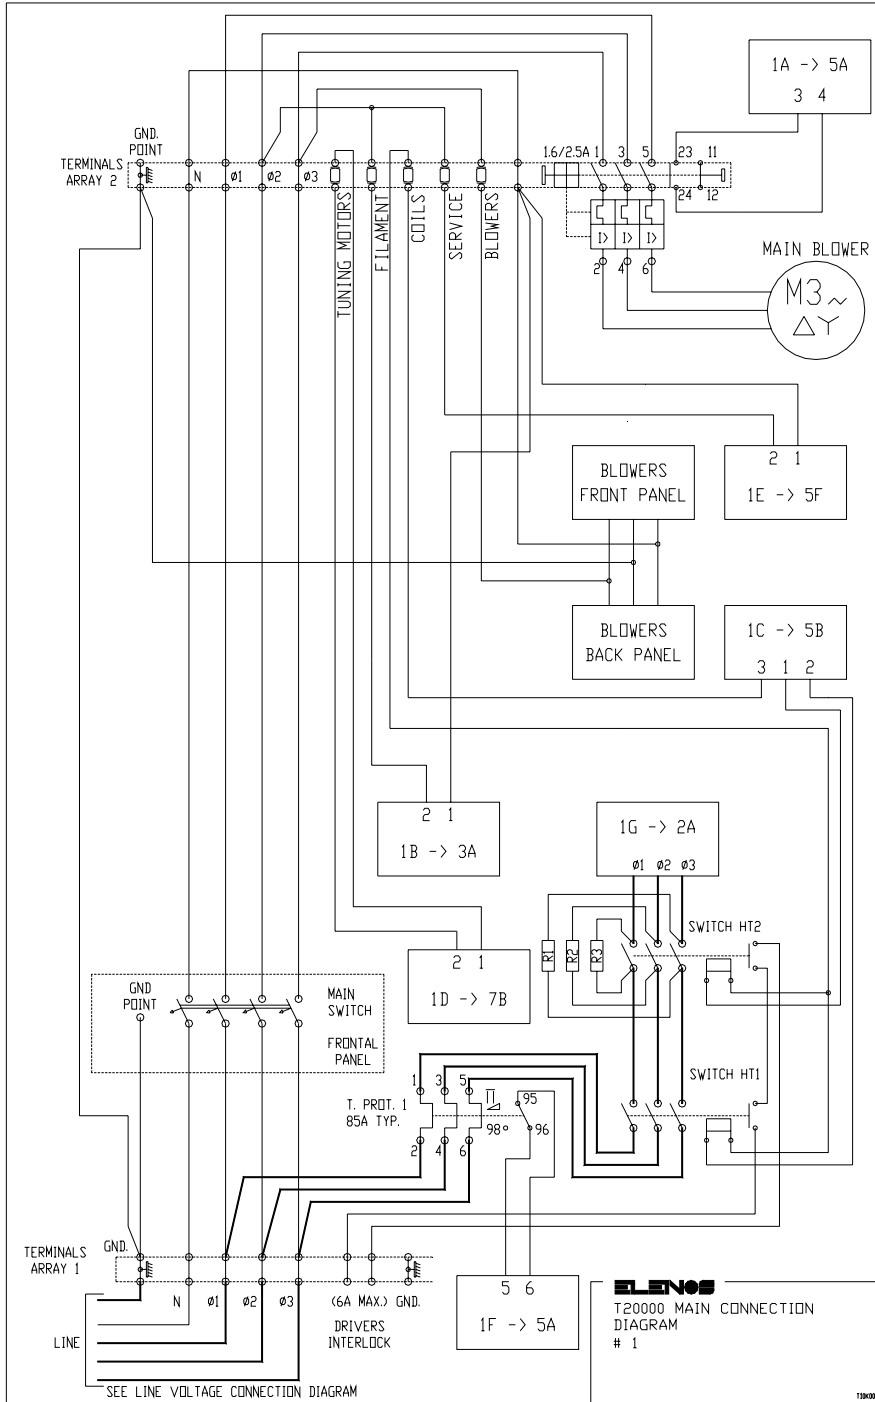 1A -> 5A
3 4
GND.
POINT
TERMINALS
ARRAY 2
N ø1 ø2 ø3
1.6/2.5A 1 3 5 23 11
24 12
TUNING MOTORS
FILAMENT
COILS
SERVICE
BLOWERS
I> I> I>
2 4 6
MAIN BLOWER
M3~
ΔY
2 1
1E -> 5F
BLOWERS
FRONT PANEL
BLOWERS
BACK PANEL
1C -> 5B
3 1 2
2 1
1B -> 3A
1G -> 2A
ø1 ø2 ø3
SWITCH HT2
R1
R2
R3
2 1
1D -> 7B
GND
POINT
MAIN
SWITCH
FRONTAL
PANEL
SWITCH HT1
1 3 5
T. PROT. 1
85A TYP.
95
98 96
2 4 6
TERMINALS
ARRAY 1
GND.
N ø1 ø2 ø3 (6A MAX.) GND.
DRIVERS
INTERLOCK
LINE
SEE LINE VOLTAGE CONNECTION DIAGRAM
5 6
1F -> 5A
ELENOS
T20000 MAIN CONNECTION
DIAGRAM
# 1